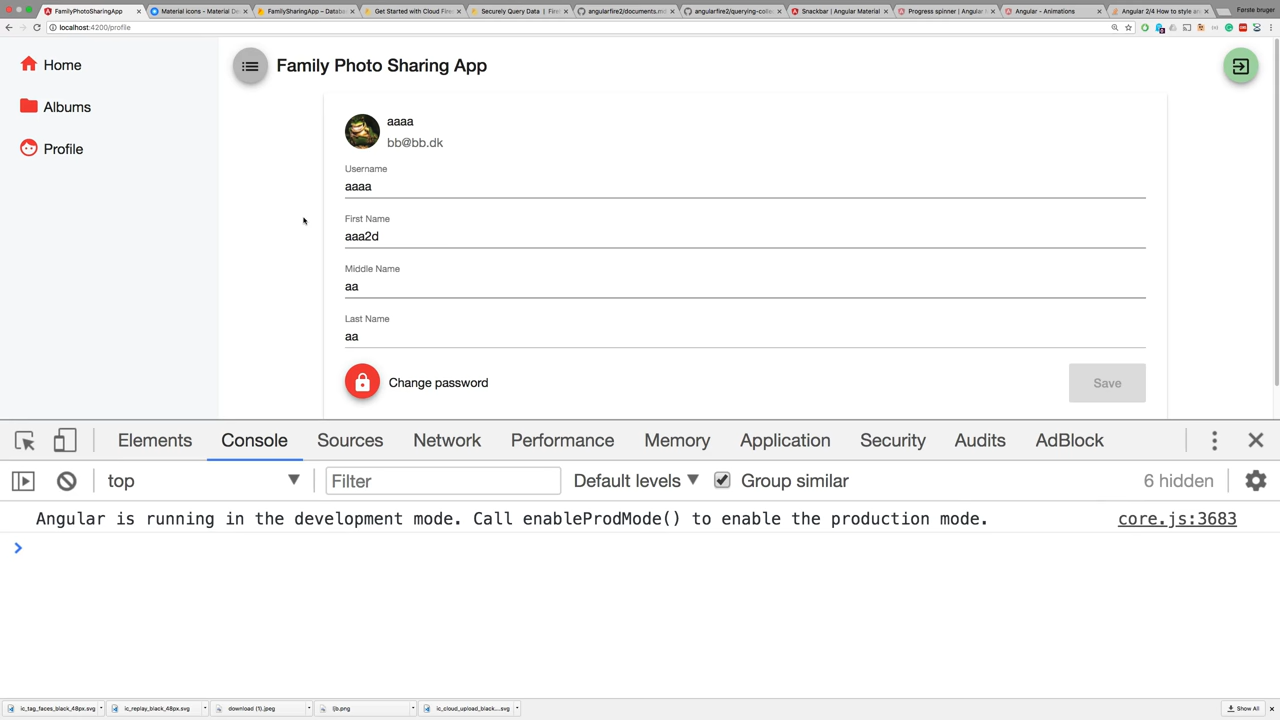 FamilyPhotoSharingApp
Material icons - Material De
FamilySharingApp – Databas
Get Started with Cloud Fires
Securely Query Data | Fires
angularfire2/documents.md
angularfire2/querying-collec
Snackbar | Angular Material
Progress spinner | Angular M
Angular - Animations
Angular 2/4 How to style an
Første bruger
localhost:4200/profile
Home
Albums
Profile
Family Photo Sharing App
aaaa
bb@bb.dk
Username
aaaa
First Name
aaa2d
Middle Name
aa
Last Name
aa
Change password
Save
Elements
Console
Sources
Network
Performance
Memory
Application
Security
Audits
AdBlock
top
Filter
Default levels
Group similar
6 hidden
Angular is running in the development mode. Call enableProdMode() to enable the production mode.
core.js:3683
ic_tag_faces_black_48px.svg
ic_replay_black_48px.svg
download (1).jpeg
ljb.png
ic_cloud_upload_black....svg
Show All